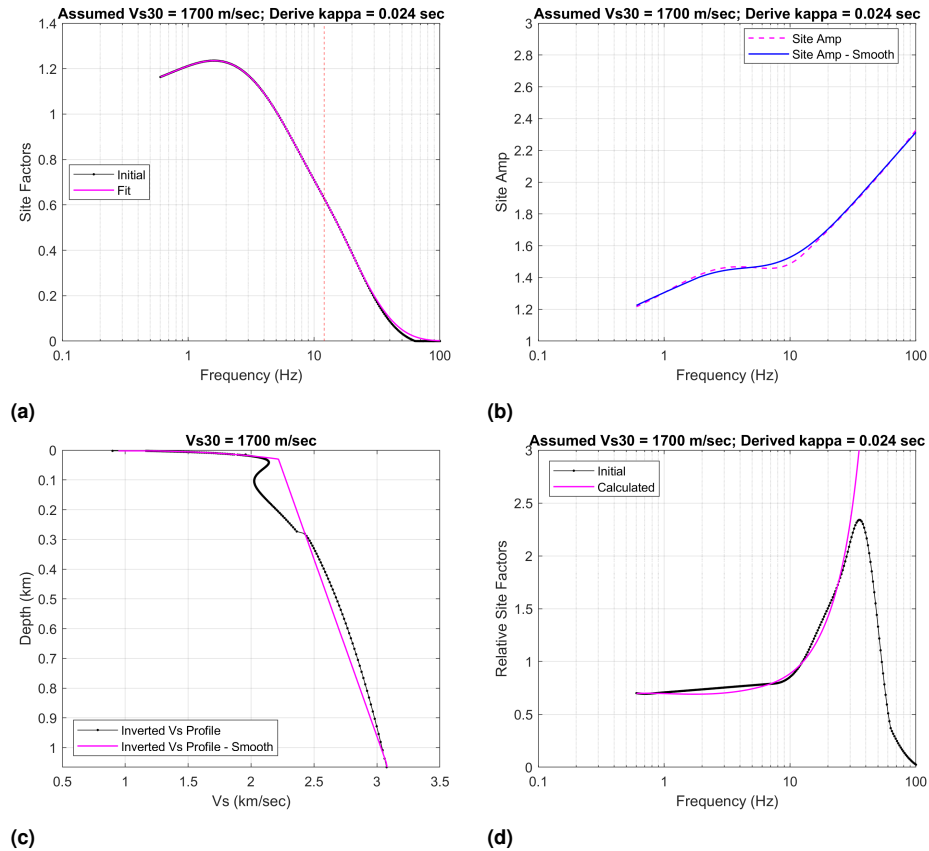 Assumed Vs30 = 1700 m/sec; Derive kappa = 0.024 sec
1.4
1.2
1
0.8
0.6
0.4
0.2
0
Site Factors
Initial
Fit
0.1
1
10
100
Frequency (Hz)
(a)
Assumed Vs30 = 1700 m/sec; Derive kappa = 0.024 sec
3
2.8
2.6
2.4
2.2
2
1.8
1.6
1.4
1.2
1
Site Amp
Site Amp
Site Amp - Smooth
0.1
1
10
100
Frequency (Hz)
(b)
Vs30 = 1700 m/sec
0
0.1
0.2
0.3
0.4
0.5
0.6
0.7
0.8
0.9
1
Depth (km)
Inverted Vs Profile
Inverted Vs Profile - Smooth
0.5
1
1.5
2
2.5
3
3.5
Vs (km/sec)
(c)
Assumed Vs30 = 1700 m/sec; Derived kappa = 0.024 sec
3
2.5
2
1.5
1
0.5
0
Relative Site Factors
Initial
Calculated
0.1
1
10
100
Frequency (Hz)
(d)